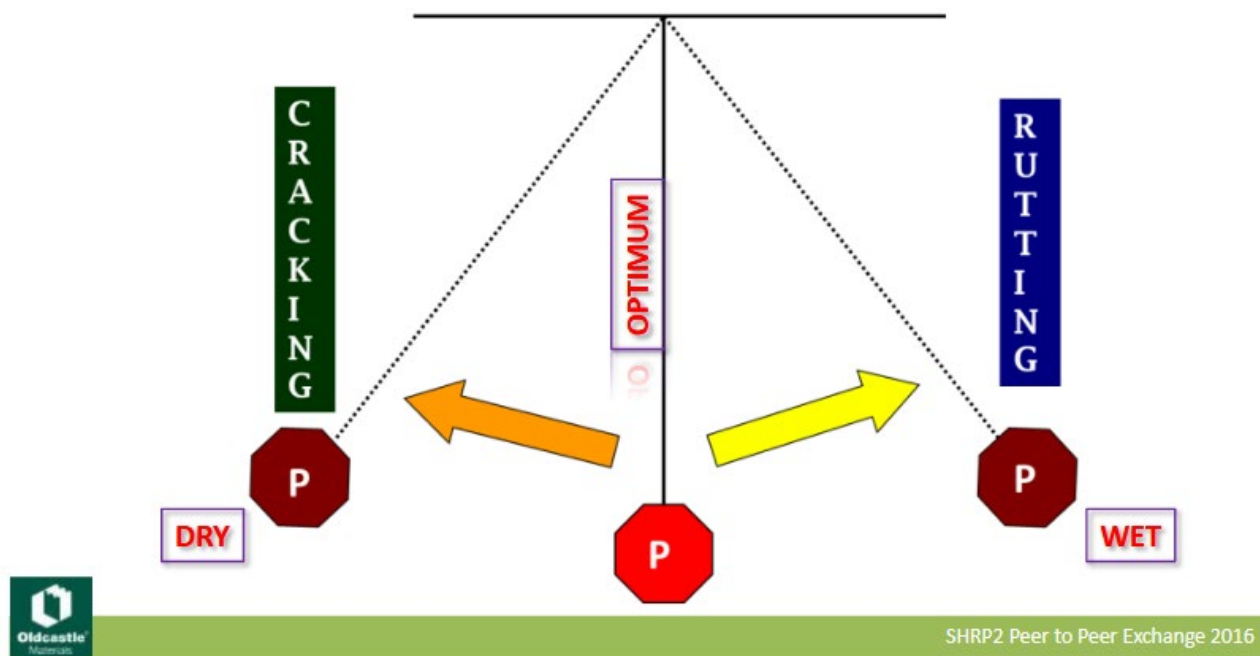 CRACKING
OPTIMUM
RUTTING
P
P
P
DRY
WET
Oldcastle
Materials
SHRP2 Peer to Peer Exchange 2016